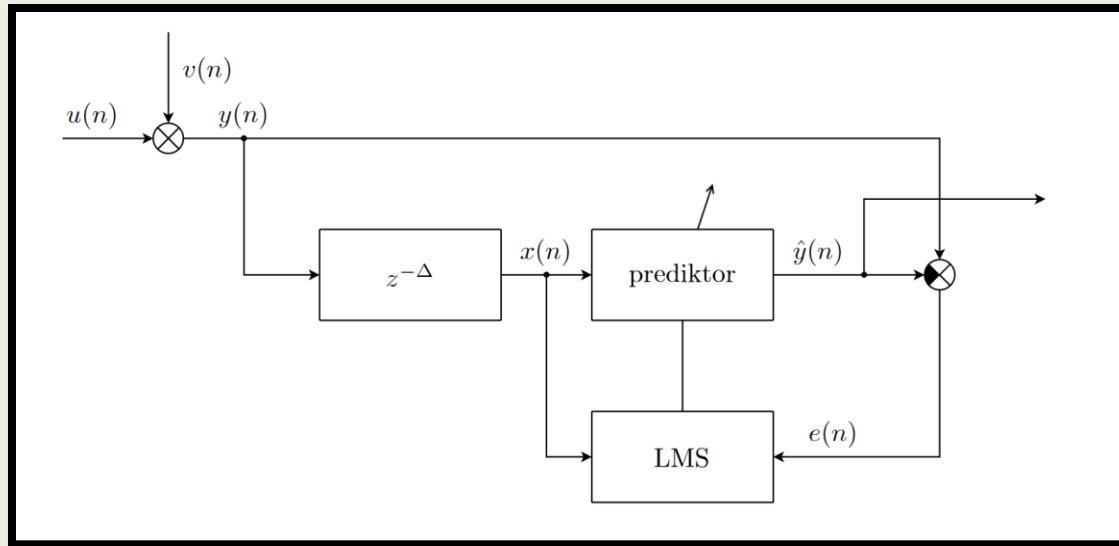 v(n)
u(n)
y(n)
z^{-Δ}
x(n)
prediktor
ŷ(n)
LMS
e(n)